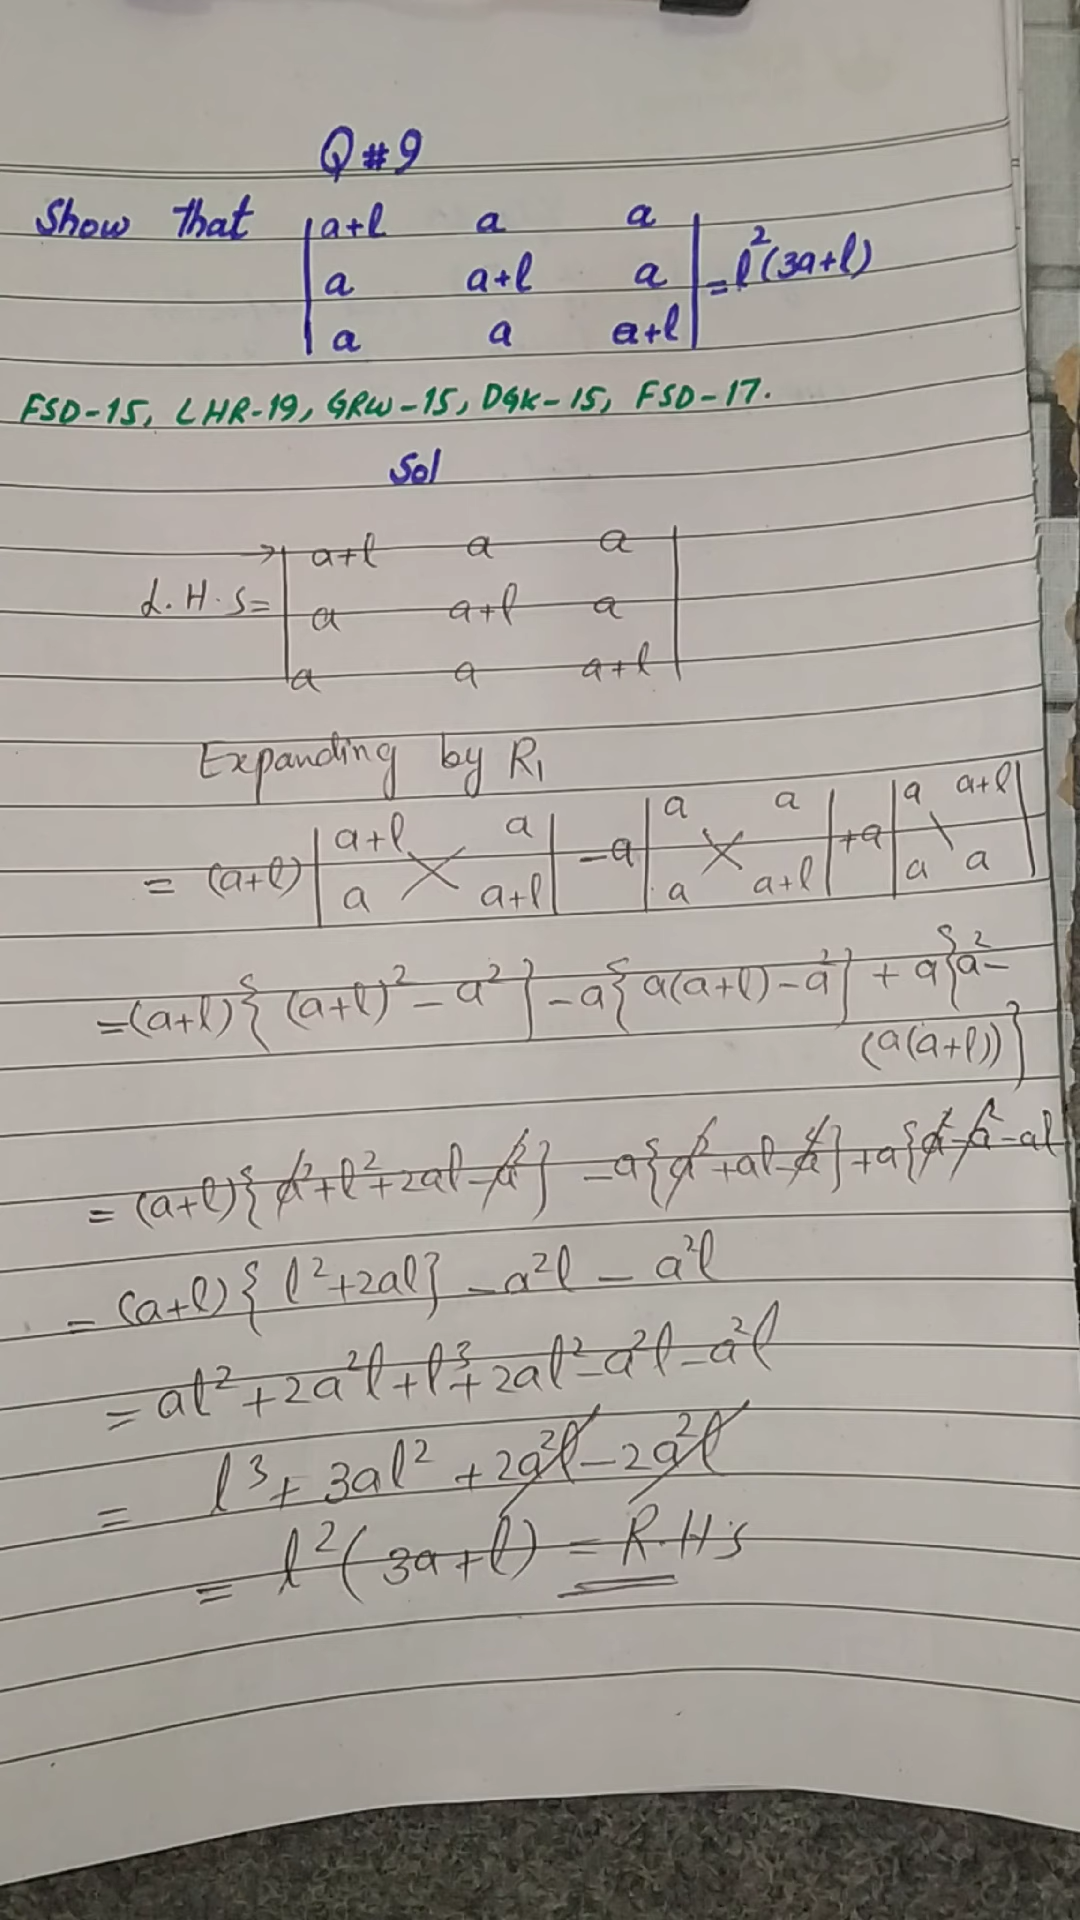 Q#9
Show that |a+l a a|
|a a+l a| = l²(3a+l)
|a a a+l|
FSD-15, LHR-19, GRW-15, DGK-15, FSD-17.
Sol
→|a+l a a|
L.H.S= |a a+l a|
|a a a+l|
Expanding by R₁
= (a+l) |a+l a| -a |a a| +a |a a+l|
|a a+l| |a a+l| |a a|
=(a+l){(a+l)²-a²}-a{a(a+l)-a²}+a{a²-
(a(a+l))}
= (a+l){a²+l²+2al-a²} -a{a²+al-a²}+a{a²-a²-al
= (a+l){l²+2al} -a²l - a²l
= al²+2a²l+l³+2al²-a²l-a²l
= l³+3al²+2a²l-2a²l
= l²(3a+l) = R.H.S